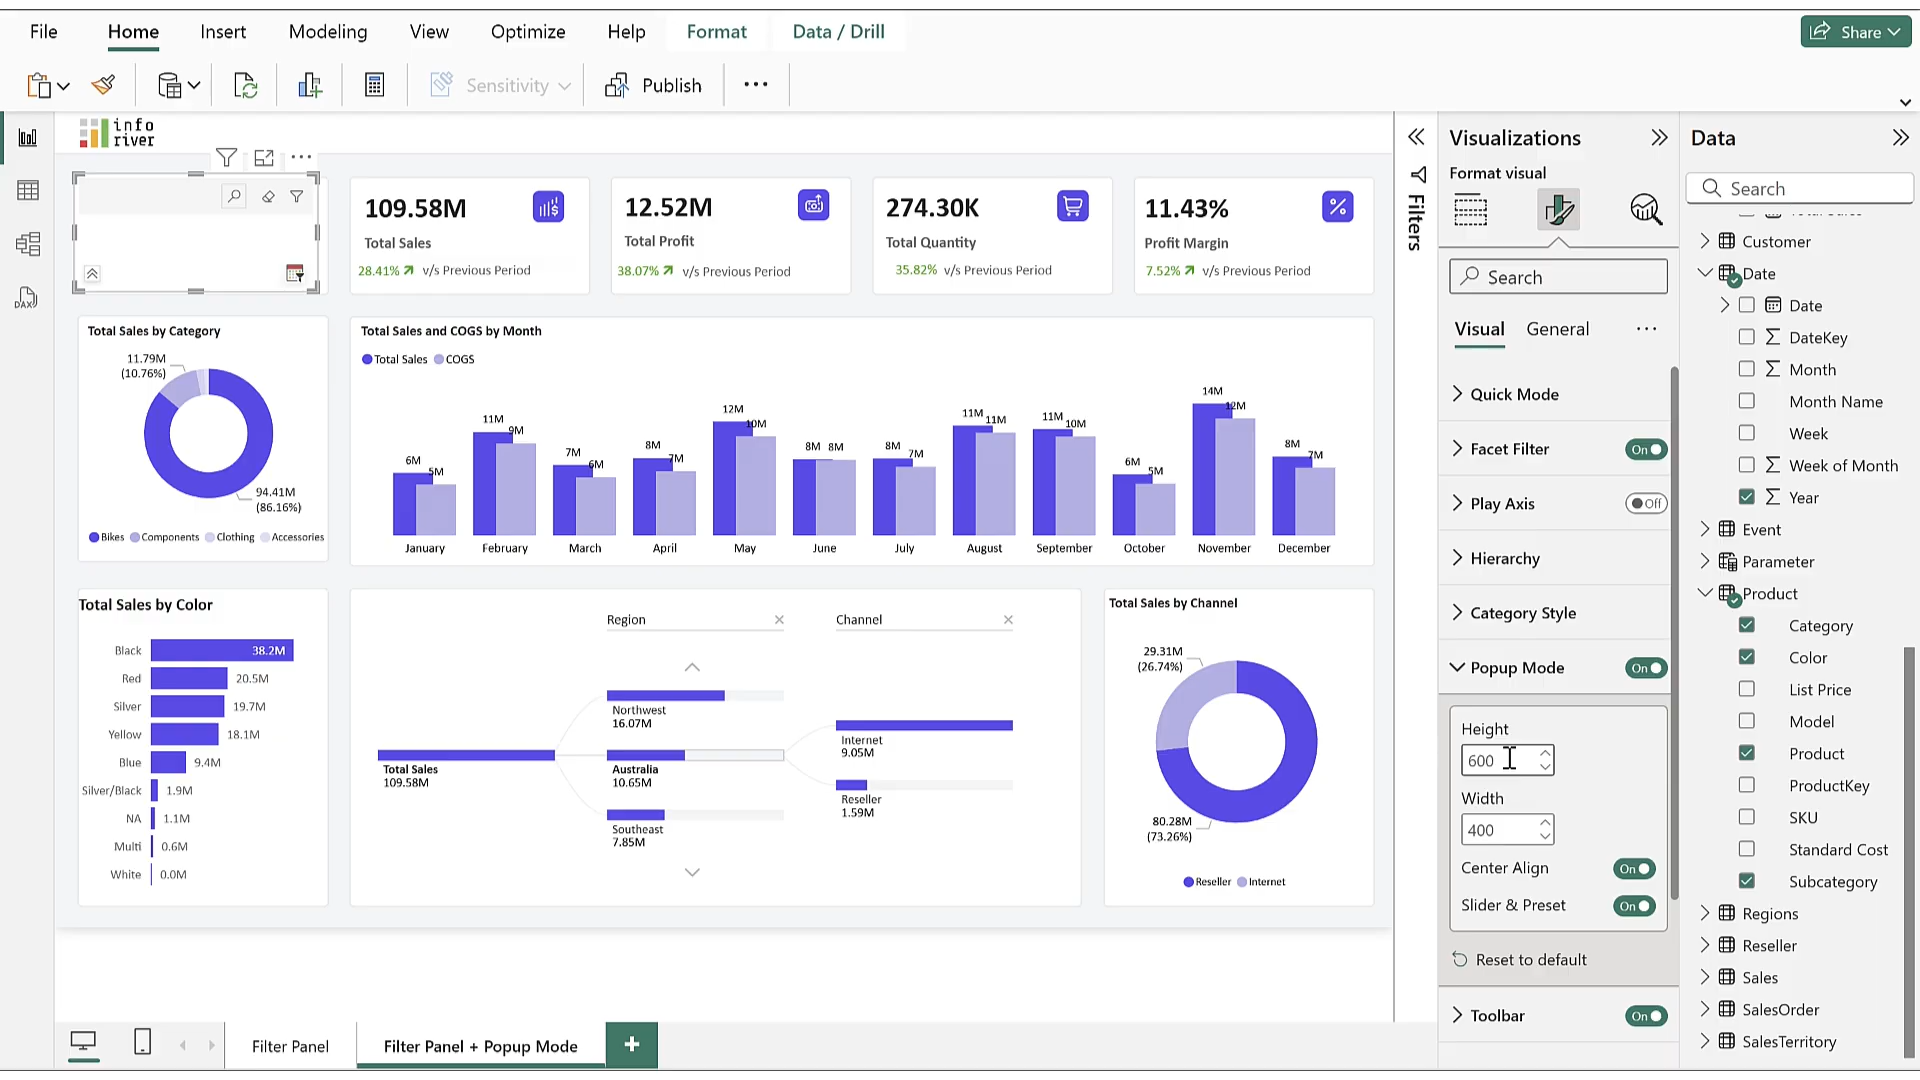 File Home Insert Modeling View Optimize Help Format Data / Drill Share
Sensitivity Publish
info
river
109.58M
Total Sales
28.41% v/s Previous Period
12.52M
Total Profit
38.07% v/s Previous Period
274.30K
Total Quantity
35.82% v/s Previous Period
11.43%
Profit Margin
7.52% v/s Previous Period
Total Sales by Category
11.79M
(10.76%)
94.41M
(86.16%)
Bikes Components Clothing Accessories
Total Sales and COGS by Month
Total Sales COGS
6M 5M 11M 9M 7M 6M 8M 7M 12M 10M 8M 8M 8M 7M 11M 11M 11M 10M 6M 5M 14M 12M 8M 7M
January February March April May June July August September October November December
Total Sales by Color
Black 38.2M
Red 20.5M
Silver 19.7M
Yellow 18.1M
Blue 9.4M
Silver/Black 1.9M
NA 1.1M
Multi 0.6M
White 0.0M
Region Channel
Total Sales
109.58M
Northwest
16.07M
Australia
10.65M
Southeast
7.85M
Internet
9.05M
Reseller
1.59M
Total Sales by Channel
29.31M
(26.74%)
80.28M
(73.26%)
Reseller Internet
Filter Panel Filter Panel + Popup Mode
Filters
Visualizations
Format visual
Search
Visual General
Quick Mode
Facet Filter On
Play Axis Off
Hierarchy
Category Style
Popup Mode On
Height
600
Width
400
Center Align On
Slider & Preset On
Reset to default
Toolbar On
Data
Search
Total Sales
Customer
Date
Date
DateKey
Month
Month Name
Week
Week of Month
Year
Event
Parameter
Product
Category
Color
List Price
Model
Product
ProductKey
SKU
Standard Cost
Subcategory
Regions
Reseller
Sales
SalesOrder
SalesTerritory
DAX